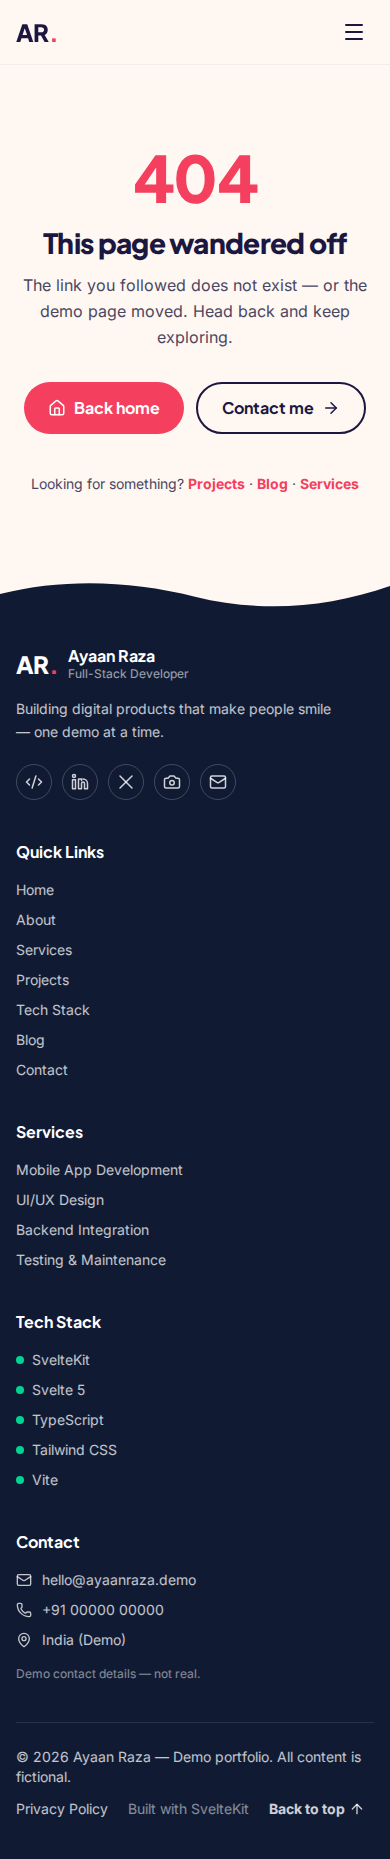 AR.
404
This page wandered off
The link you followed does not exist — or the
demo page moved. Head back and keep
exploring.
Back home
Contact me
Looking for something? Projects · Blog · Services
AR.
Ayaan Raza
Full-Stack Developer
Building digital products that make people smile
— one demo at a time.
Quick Links
Home
About
Services
Projects
Tech Stack
Blog
Contact
Services
Mobile App Development
UI/UX Design
Backend Integration
Testing & Maintenance
Tech Stack
SvelteKit
Svelte 5
TypeScript
Tailwind CSS
Vite
Contact
hello@ayaanraza.demo
+91 00000 00000
India (Demo)
Demo contact details — not real.
© 2026 Ayaan Raza — Demo portfolio. All content is
fictional.
Privacy Policy Built with SvelteKit Back to top